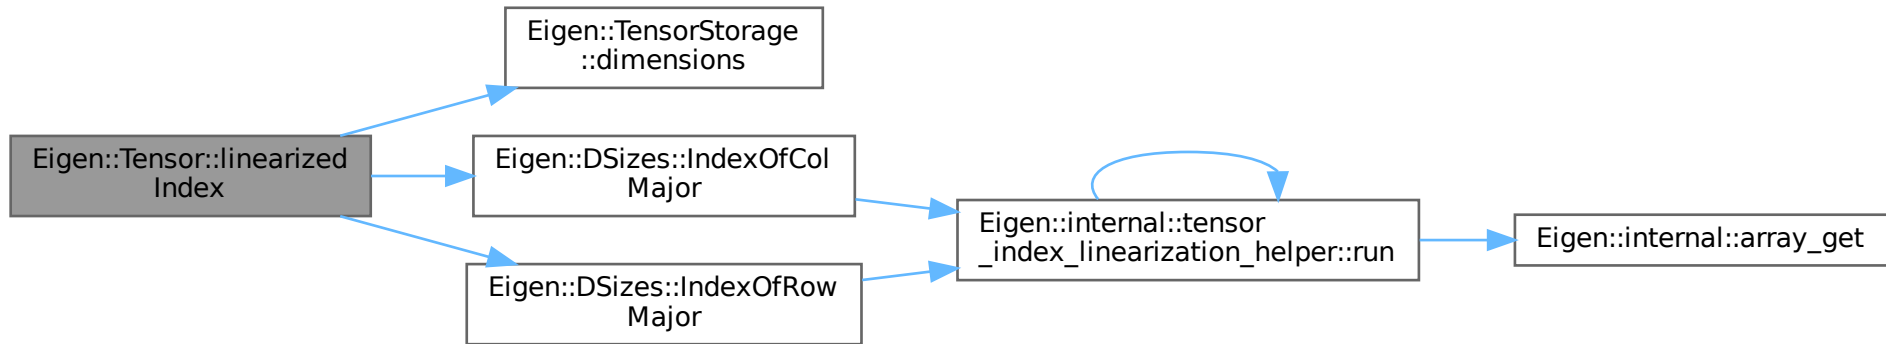 Eigen::TensorStorage
::dimensions
Eigen::Tensor::linearized
Index
Eigen::DSizes::IndexOfCol
Major
Eigen::DSizes::IndexOfRow
Major
Eigen::internal::tensor
_index_linearization_helper::run
Eigen::internal::array_get